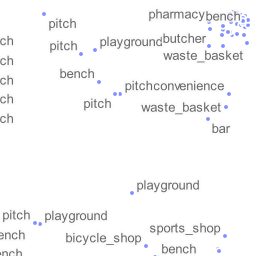 pharmacy bench
pitch
butcher
pitch playground
ch
waste_basket
ch
bench
ch
pitch convenience
ch
pitch waste_basket
ch
bar
playground
pitch playground
sports_shop
ench
bicycle_shop
bench
ench